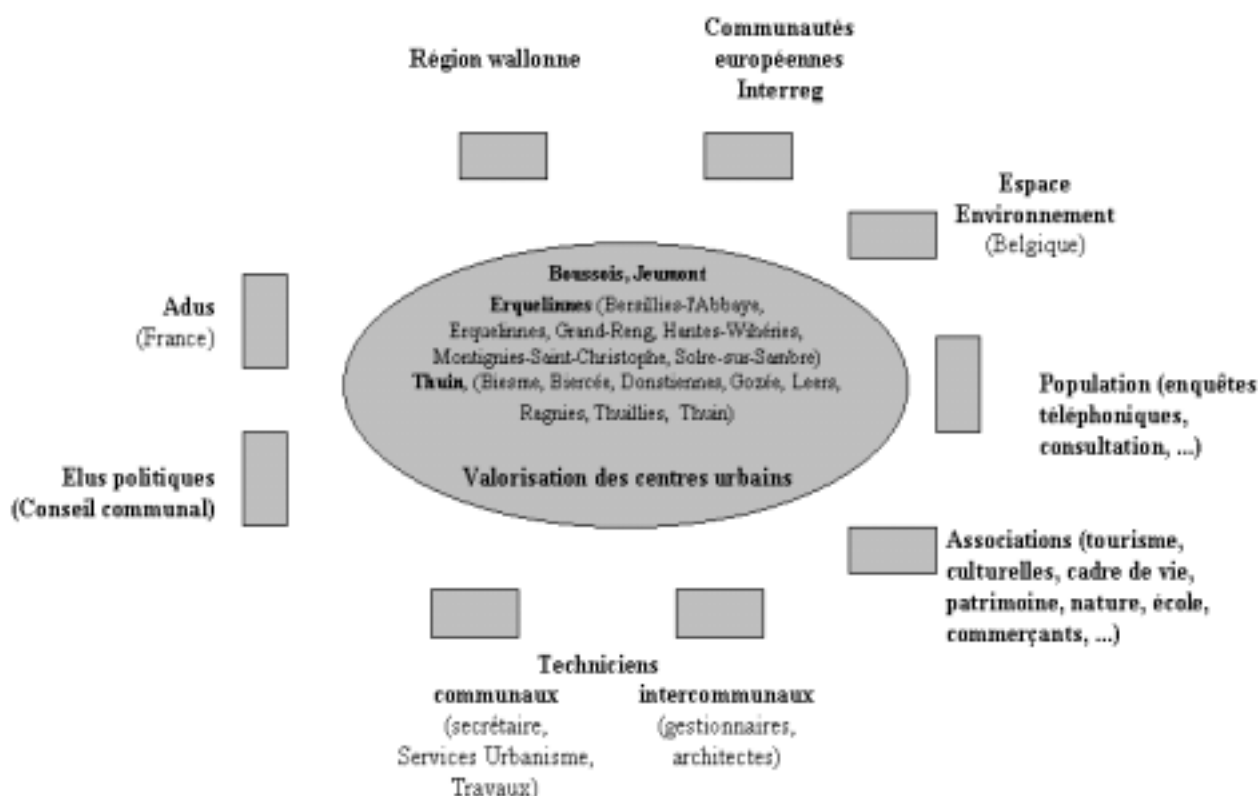 Région wallonne
Communautés
européennes
Interreg
Espace
Environnement
(Belgique)
Adus
(France)
Boussois, Jeumont
Erquelinnes (Bersillies-l'Abbaye,
Erquelinnes, Grand-Reng, Hantes-Wihéries,
Montignies-Saint-Christophe, Solre-sur-Sambre)
Thuin, (Biesme, Biercée, Donstiennes, Gozée, Leers,
Ragnies, Thuillies, Thuin)
Valorisation des centres urbains
Population (enquêtes
téléphoniques,
consultation, ...)
Elus politiques
(Conseil communal)
Associations (tourisme,
culturelles, cadre de vie,
patrimoine, nature, école,
commerçants, ...)
Techniciens
communaux
(secrétaire,
Services Urbanisme,
Travaux)
intercommunaux
(gestionnaires,
architectes)